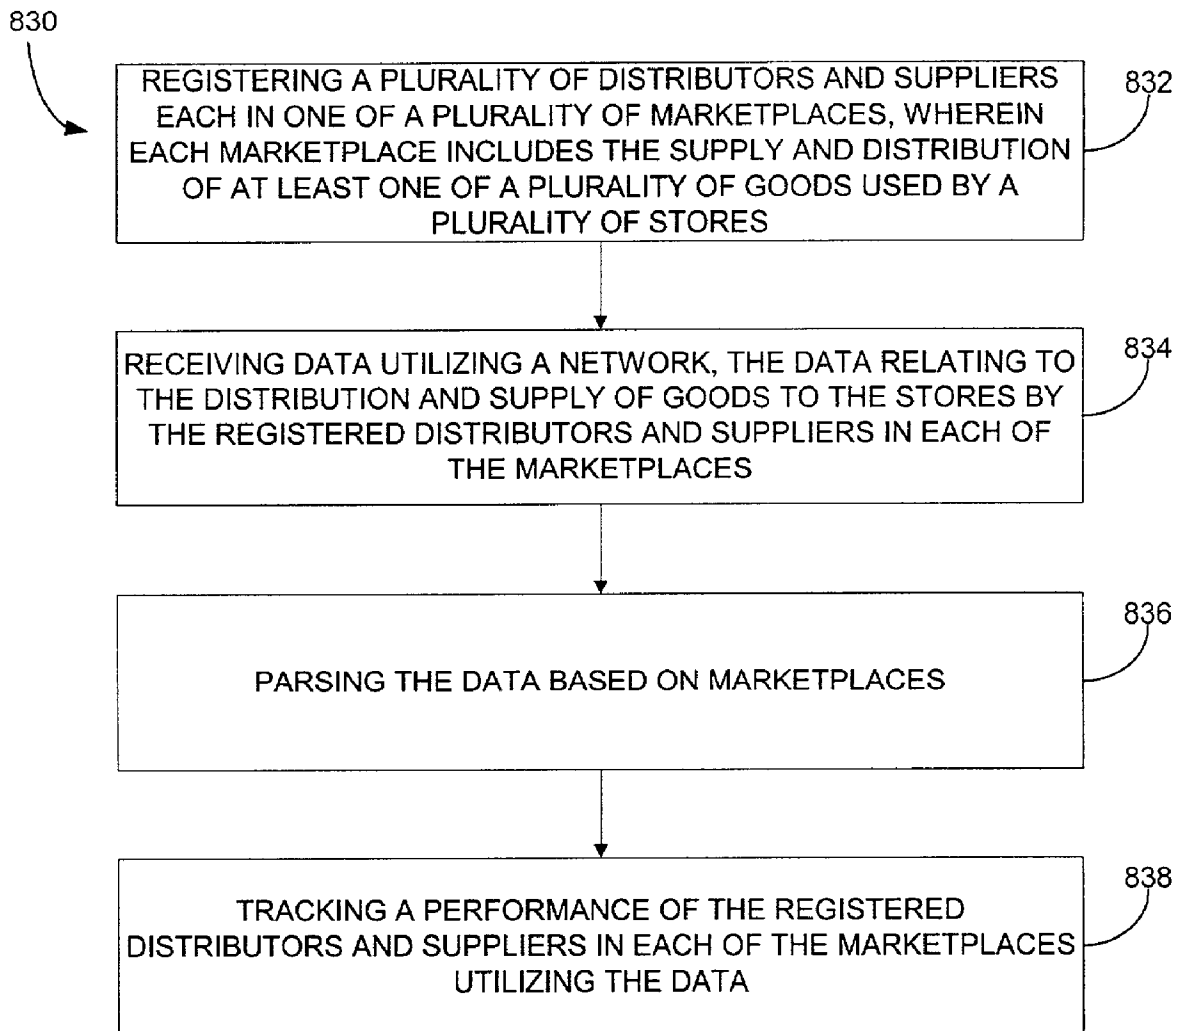 830
REGISTERING A PLURALITY OF DISTRIBUTORS AND SUPPLIERS
EACH IN ONE OF A PLURALITY OF MARKETPLACES, WHEREIN
EACH MARKETPLACE INCLUDES THE SUPPLY AND DISTRIBUTION
OF AT LEAST ONE OF A PLURALITY OF GOODS USED BY A
PLURALITY OF STORES
832
RECEIVING DATA UTILIZING A NETWORK, THE DATA RELATING TO
THE DISTRIBUTION AND SUPPLY OF GOODS TO THE STORES BY
THE REGISTERED DISTRIBUTORS AND SUPPLIERS IN EACH OF
THE MARKETPLACES
834
PARSING THE DATA BASED ON MARKETPLACES
836
TRACKING A PERFORMANCE OF THE REGISTERED
DISTRIBUTORS AND SUPPLIERS IN EACH OF THE MARKETPLACES
UTILIZING THE DATA
838